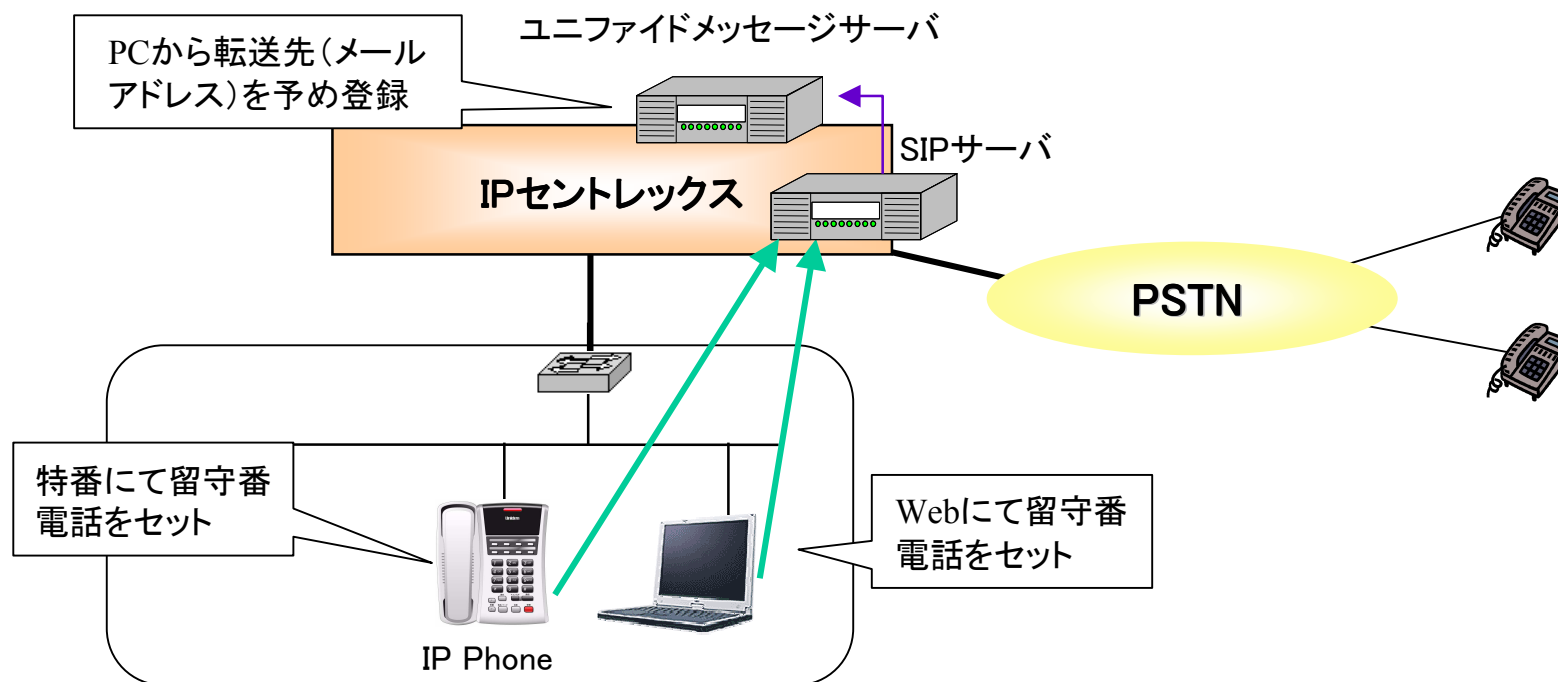 ユニファイドメッセージサーバ
PCから転送先(メール
アドレス)を予め登録
SIPサーバ
IPセントレックス
PSTN
特番にて留守番
電話をセット
Webにて留守番
電話をセット
IP Phone